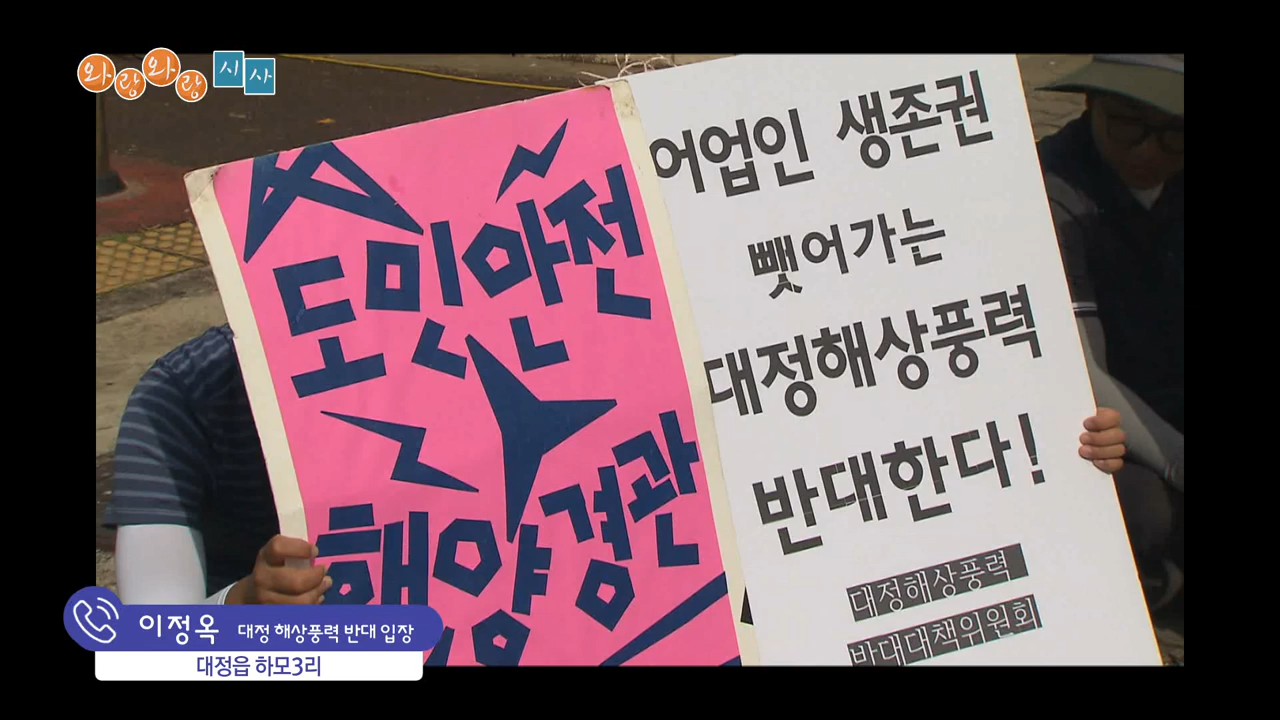 와랑와랑 시사
도민안전
해양경관
어업인 생존권
뺏어가는
대정해상풍력
반대한다!
대정해상풍력
반대대책위원회
이정옥 대정 해상풍력 반대 입장
대정읍 하모3리